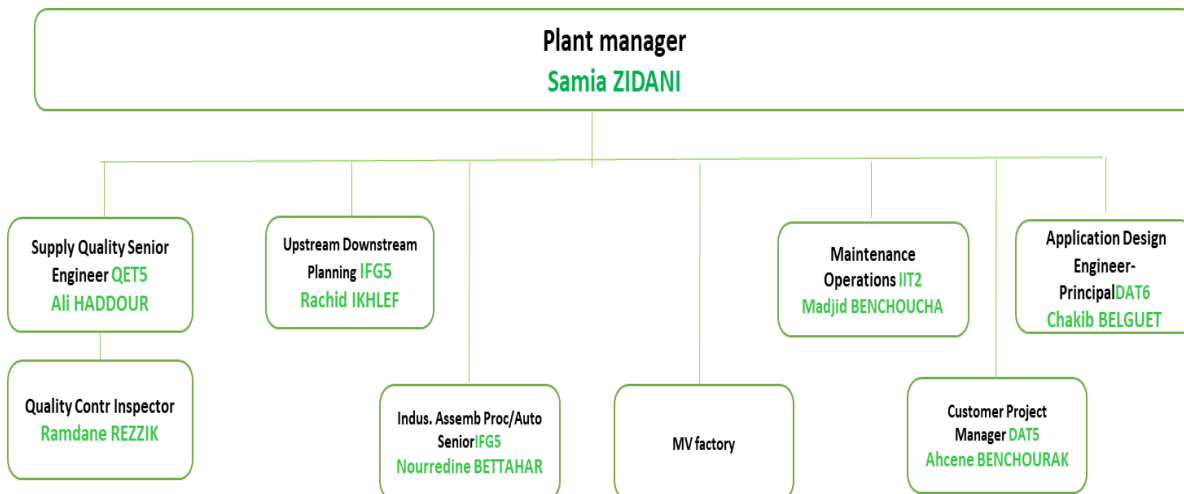 Plant manager
Samia ZIDANI
Supply Quality Senior
Engineer QET5
Ali HADDOUR
Upstream Downstream
Planning IFG5
Rachid IKHLEF
Maintenance
Operations IIT2
Madjid BENCHOUCHA
Application Design
Engineer-
PrincipalDAT6
Chakib BELGUET
Quality Contr Inspector
Ramdane REZZIK
Indus. Assemb Proc/Auto
SeniorIFG5
Nourredine BETTAHAR
MV factory
Customer Project
Manager DAT5
Ahcene BENCHOURAK